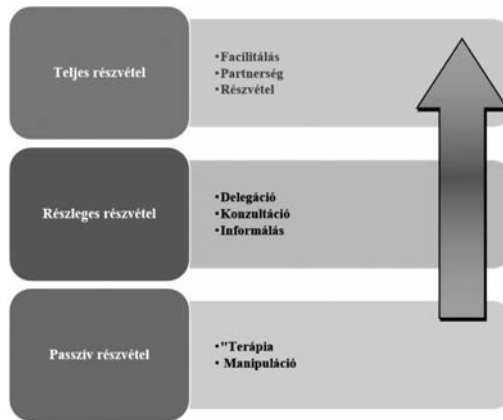 Teljes részvétel
•Facilitálás
•Partnerség
•Részvétel
Részleges részvétel
•Delegáció
•Konzultáció
•Informálás
Passzív részvétel
•"Terápia
• Manipuláció